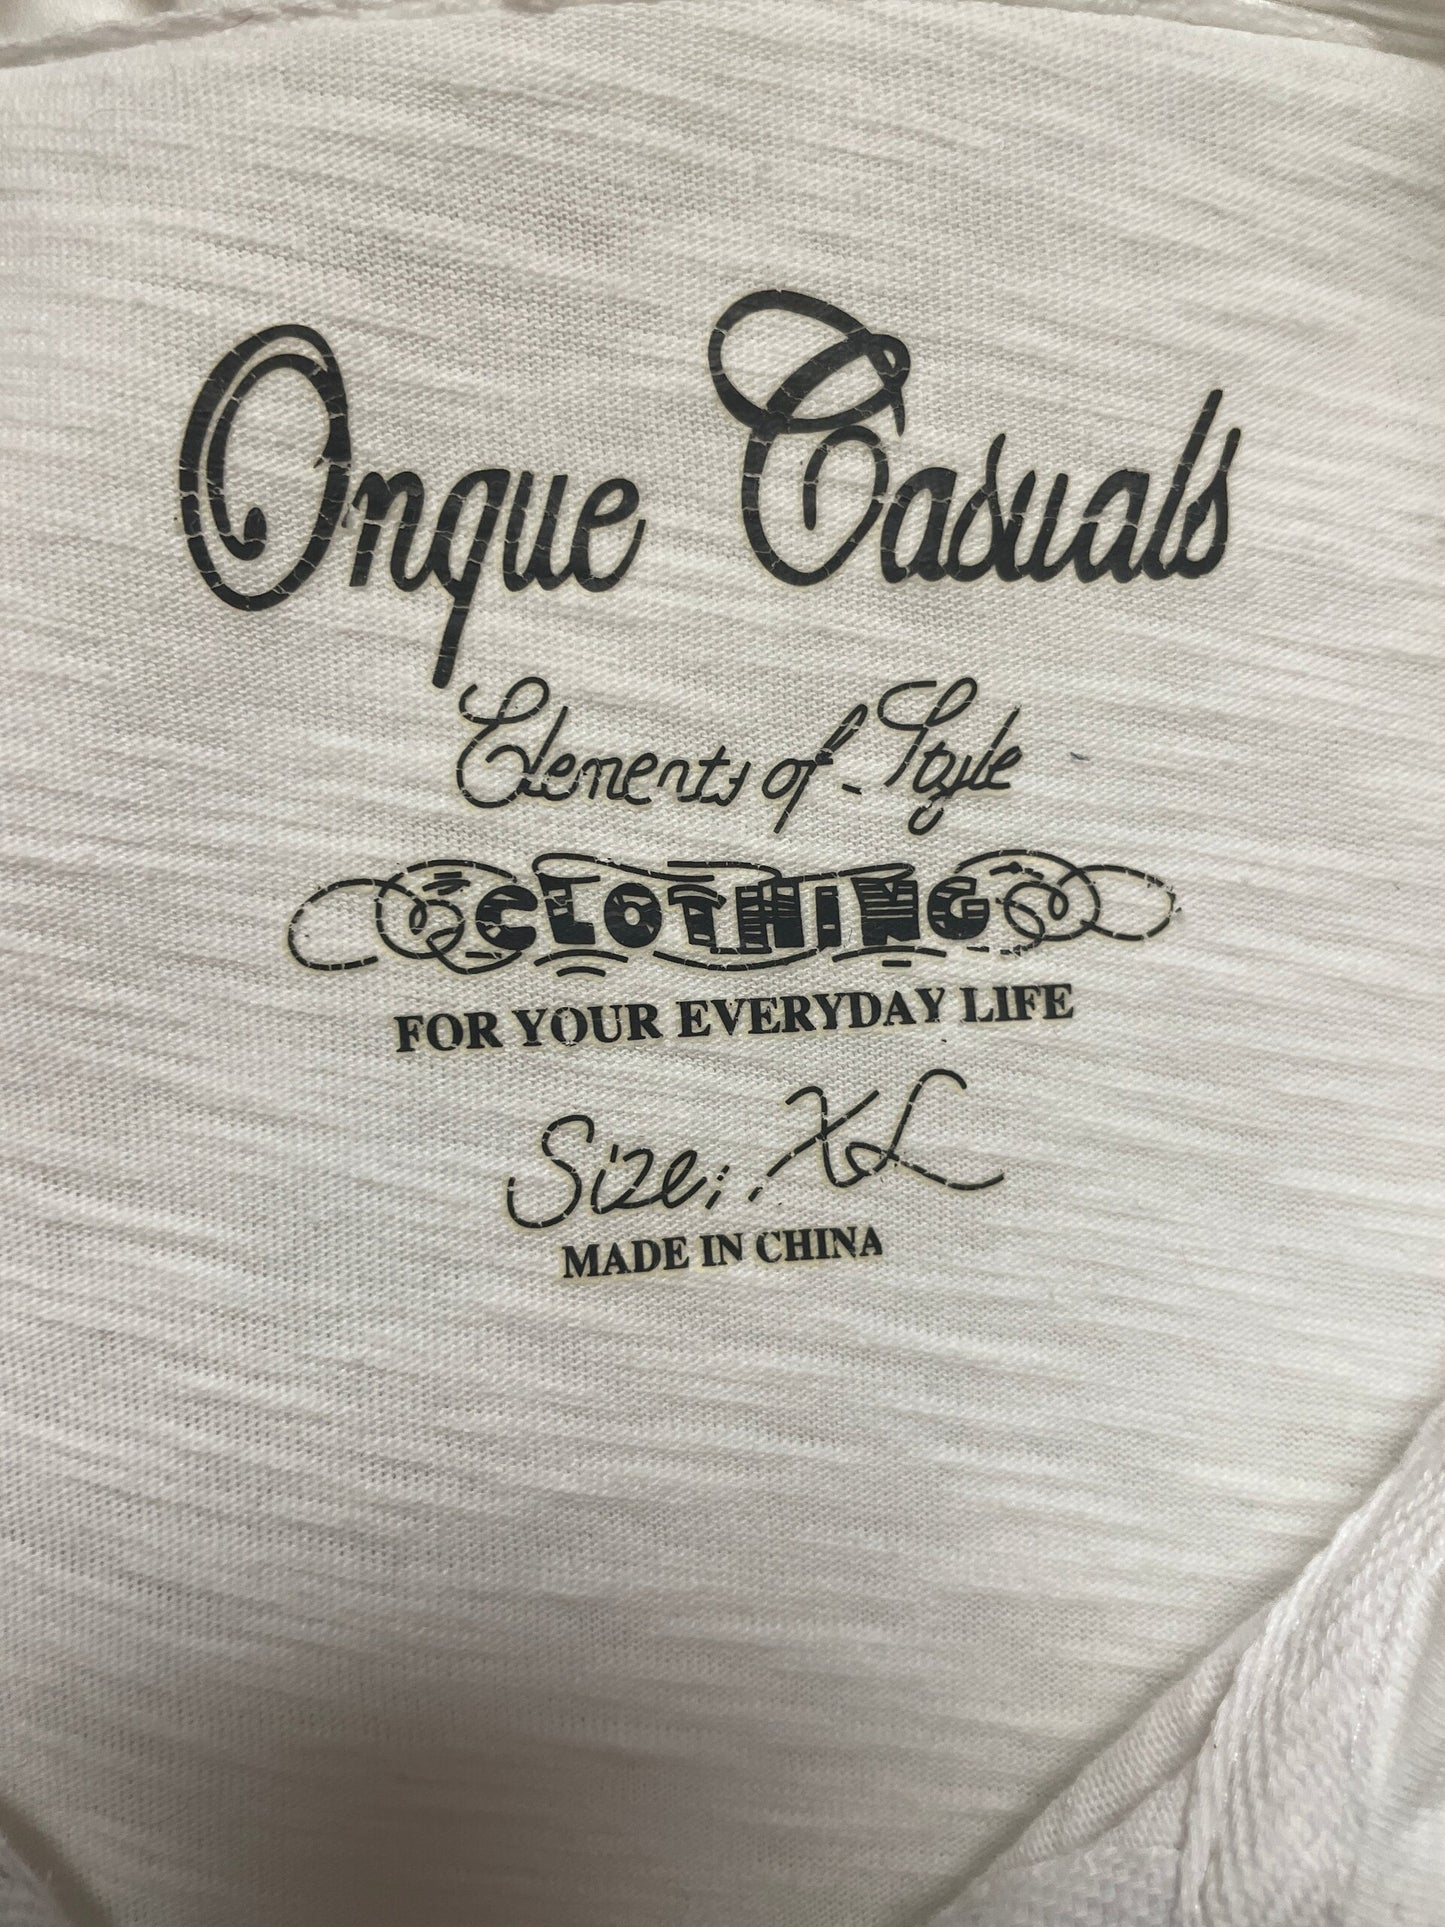 Onque Casuals
Elements of Style
CLOTHING
FOR YOUR EVERYDAY LIFE
Size: XL
MADE IN CHINA